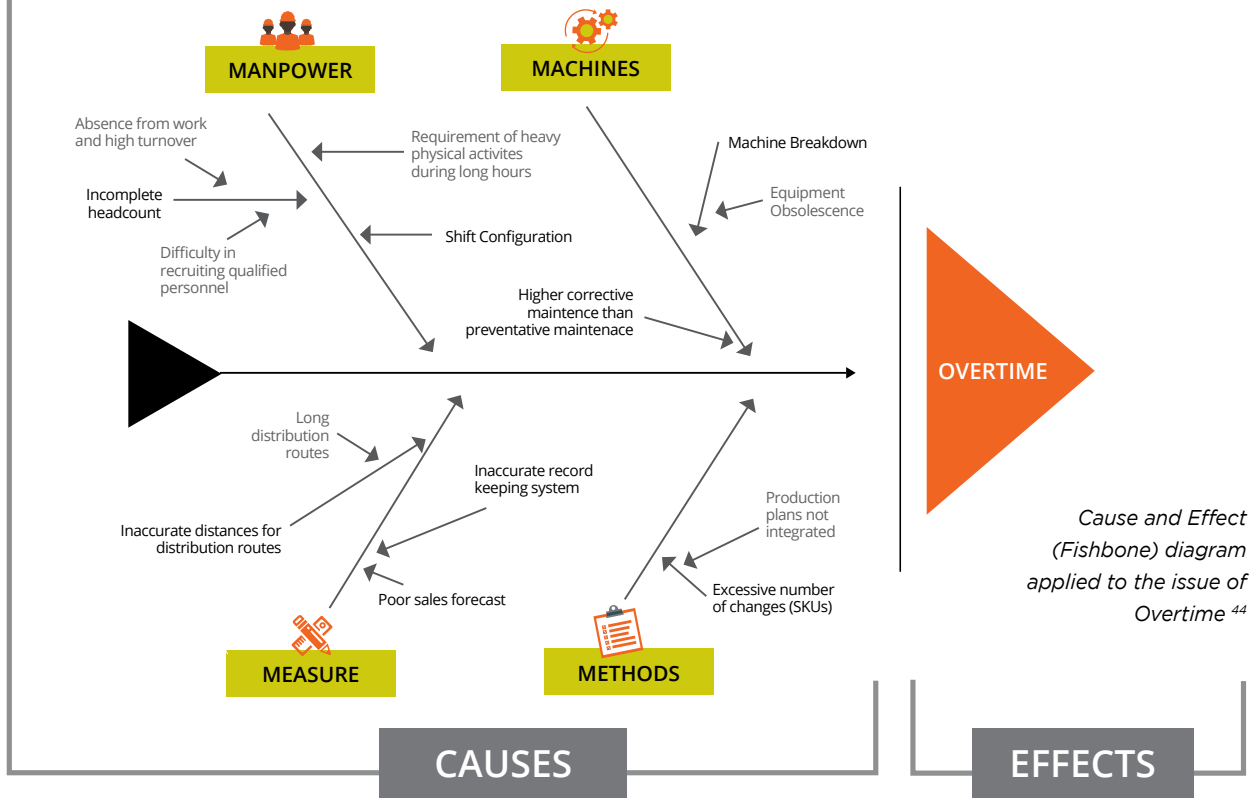 MANPOWER
MACHINES
Absence from work
and high turnover
Incomplete
headcount
Difficulty in
recruiting qualified
personnel
Requirement of heavy
physical activites
during long hours
Shift Configuration
Machine Breakdown
Equipment
Obsolescence
Higher corrective
maintence than
preventative maintenace
OVERTIME
Long
distribution
routes
Inaccurate distances for
distribution routes
Inaccurate record
keeping system
Poor sales forecast
Production
plans not
integrated
Excessive number
of changes (SKUs)
MEASURE
METHODS
Cause and Effect
(Fishbone) diagram
applied to the issue of
Overtime 44
CAUSES
EFFECTS